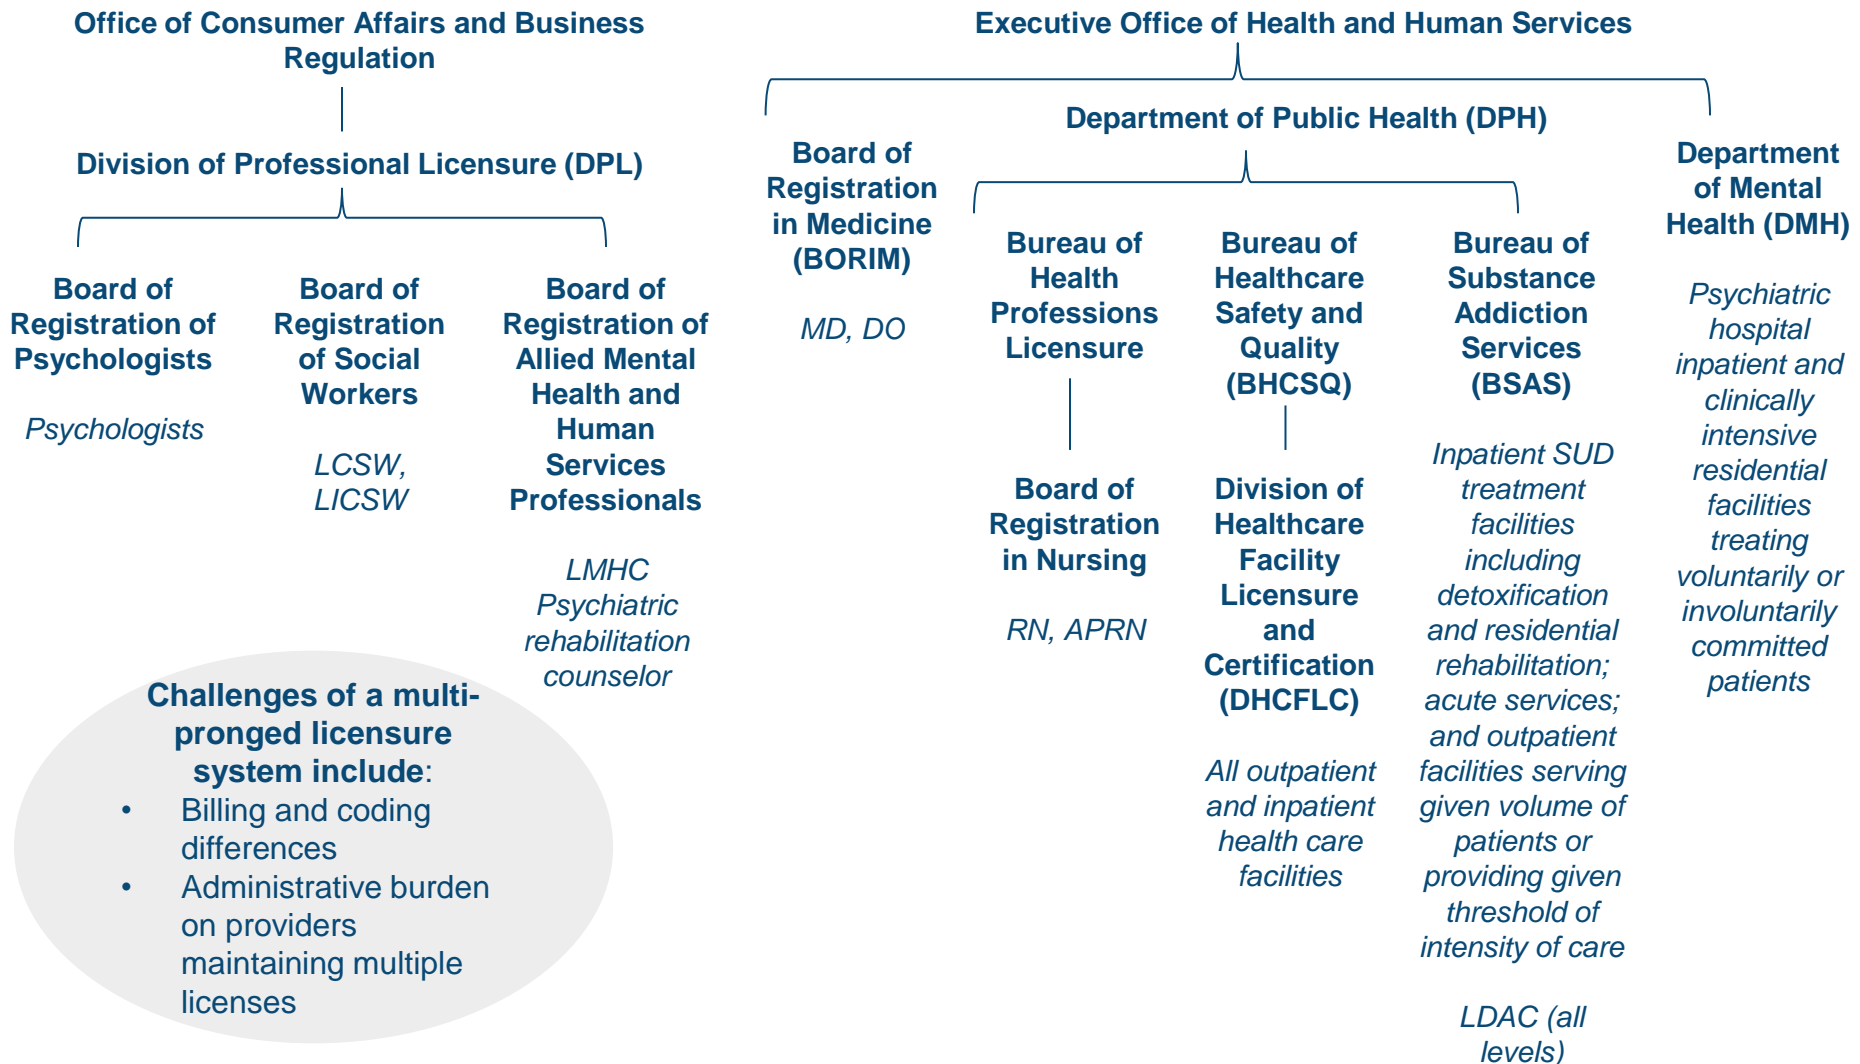 Office of Consumer Affairs and Business
Regulation
Division of Professional Licensure (DPL)
Board of
Registration of
Psychologists
Psychologists
Board of
Registration
of Social
Workers
LCSW,
LICSW
Board of
Registration of
Allied Mental
Health and
Human
Services
Professionals
LMHC
Psychiatric
rehabilitation
counselor
Challenges of a multi-
pronged licensure
system include:
• Billing and coding
differences
• Administrative burden
on providers
maintaining multiple
licenses
Executive Office of Health and Human Services
Board of
Registration
in Medicine
(BORIM)
MD, DO
Department of Public Health (DPH)
Bureau of
Health
Professions
Licensure
Board of
Registration
in Nursing
RN, APRN
Bureau of
Healthcare
Safety and
Quality
(BHCSQ)
Division of
Healthcare
Facility
Licensure
and
Certification
(DHCFLC)
All outpatient
and inpatient
health care
facilities
Bureau of
Substance
Addiction
Services
(BSAS)
Inpatient SUD
treatment
facilities
including
detoxification
and residential
rehabilitation;
acute services;
and outpatient
facilities serving
given volume of
patients or
providing given
threshold of
intensity of care
LDAC (all
levels)
Department
of Mental
Health (DMH)
Psychiatric
hospital
inpatient and
clinically
intensive
residential
facilities
treating
voluntarily or
involuntarily
committed
patients